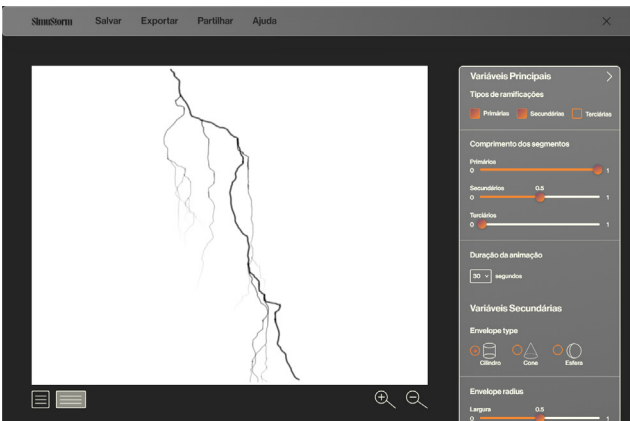 SimuStorm Salvar Exportar Partilhar Ajuda
Variáveis Principais
Tipos de ramificações
Primárias Secundárias Terciárias
Comprimento dos segmentos
Primários
0 1
Secundários 0.5
0 1
Terciários
0 1
Duração da animação
30 segundos
Variáveis Secundárias
Envelope type
Cilindro Cone Esfera
Envelope radius
Largura 0.5
0 1